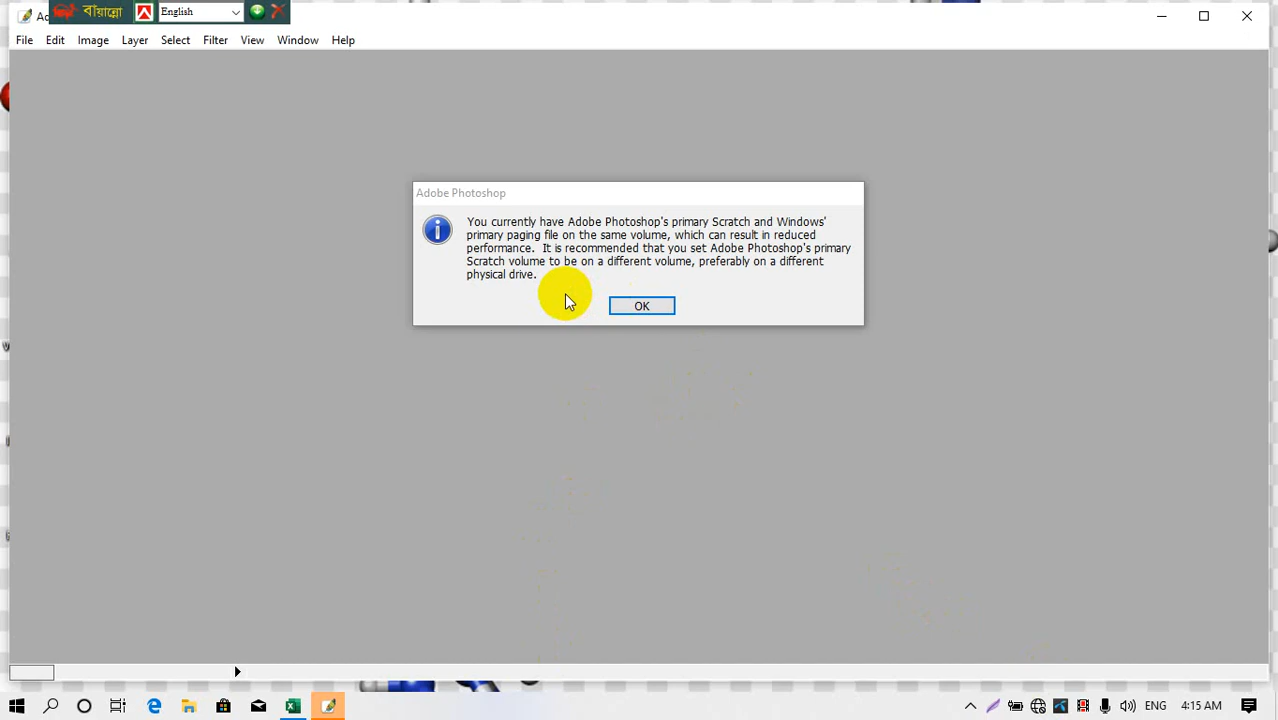 Ad
বায়ান্নো English
File Edit Image Layer Select Filter View Window Help
Adobe Photoshop
You currently have Adobe Photoshop's primary Scratch and Windows'
primary paging file on the same volume, which can result in reduced
performance. It is recommended that you set Adobe Photoshop's primary
Scratch volume to be on a different volume, preferably on a different
physical drive.
OK
ENG 4:15 AM